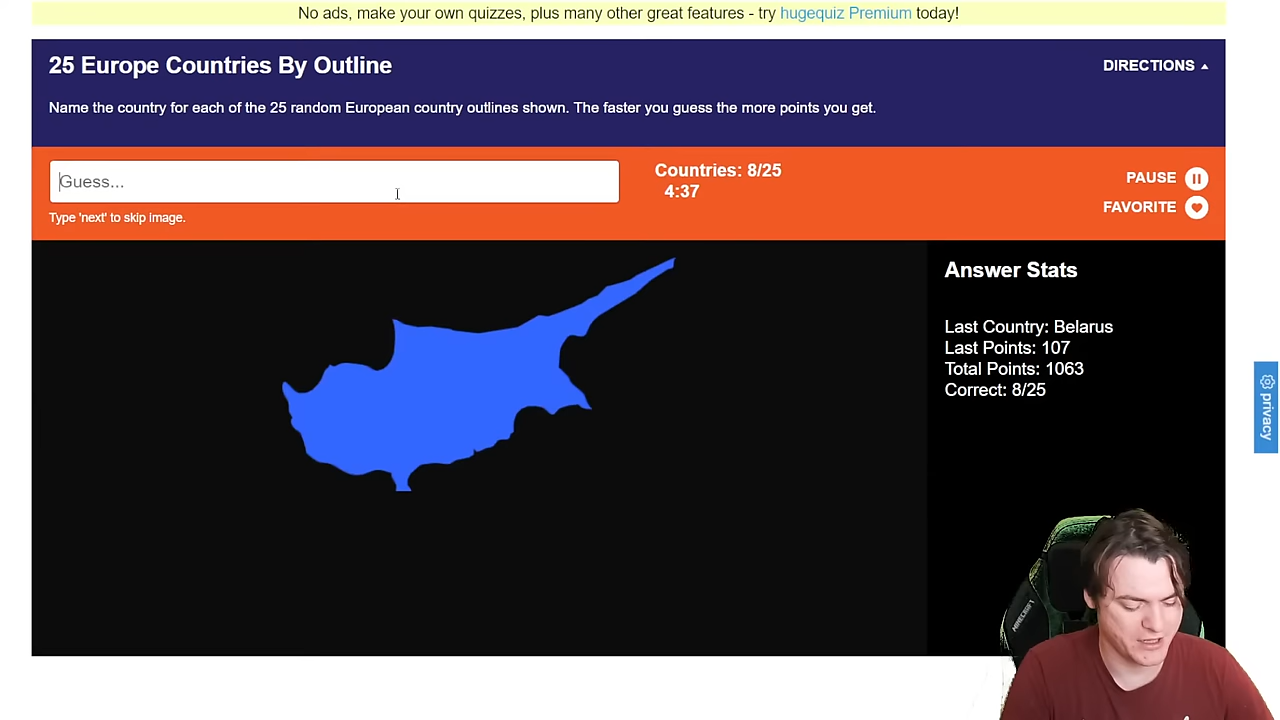 No ads, make your own quizzes, plus many other great features - try hugequiz Premium today!
25 Europe Countries By Outline
DIRECTIONS
Name the country for each of the 25 random European country outlines shown. The faster you guess the more points you get.
Guess...
Countries: 8/25
4:37
PAUSE
FAVORITE
Type 'next' to skip image.
Answer Stats
Last Country: Belarus
Last Points: 107
Total Points: 1063
Correct: 8/25
privacy
MINECRAFT